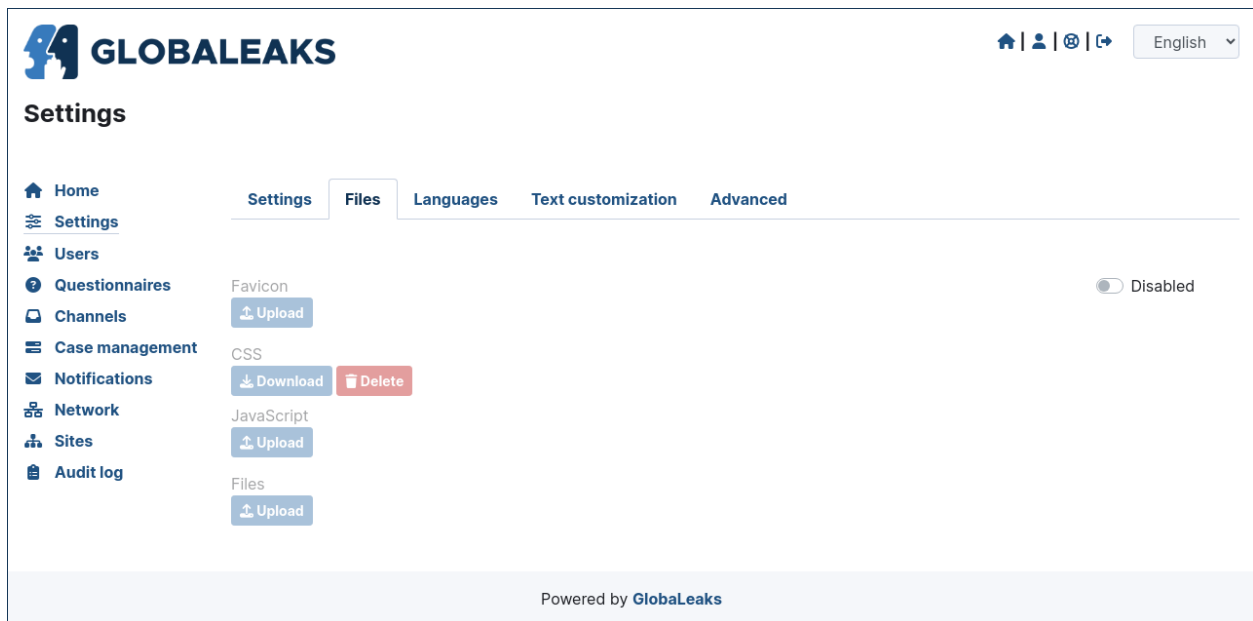 GLOBALEAKS
English
Settings
Home
Settings
Users
Questionnaires
Channels
Case management
Notifications
Network
Sites
Audit log
Settings Files Languages Text customization Advanced
Favicon
Disabled
Upload
CSS
Download Delete
JavaScript
Upload
Files
Upload
Powered by GlobaLeaks